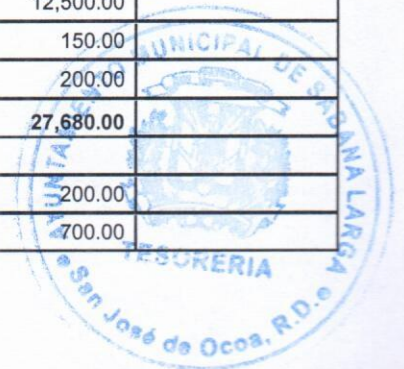 12,500.00
150.00
200.00
27,680.00
200.00
700.00
AYUNTAMIENTO MUNICIPAL DE SABANA LARGA
TESORERIA
San José de Ocoa, R.D.